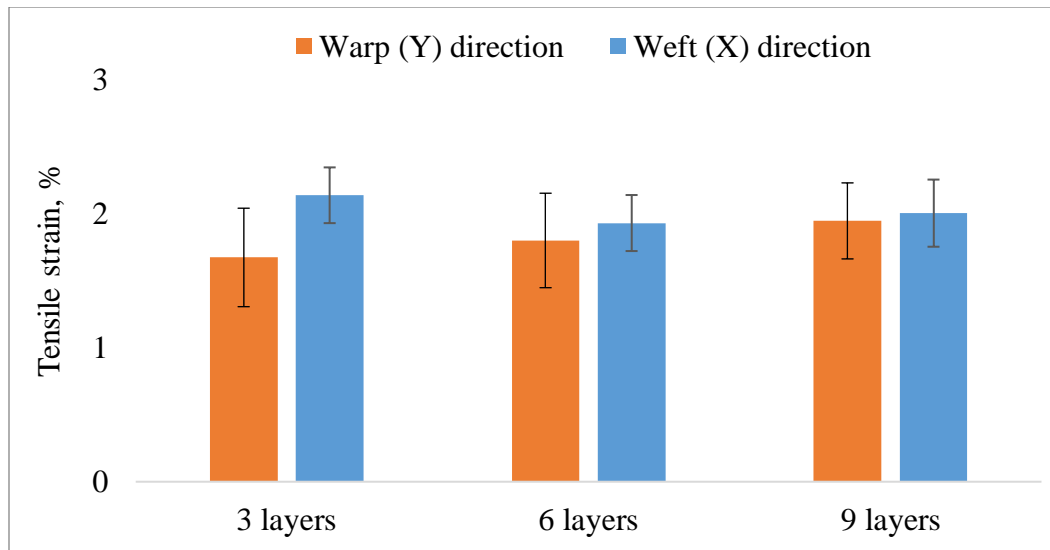 Warp (Y) direction Weft (X) direction
3
2
1
0
Tensile strain, %
3 layers 6 layers 9 layers